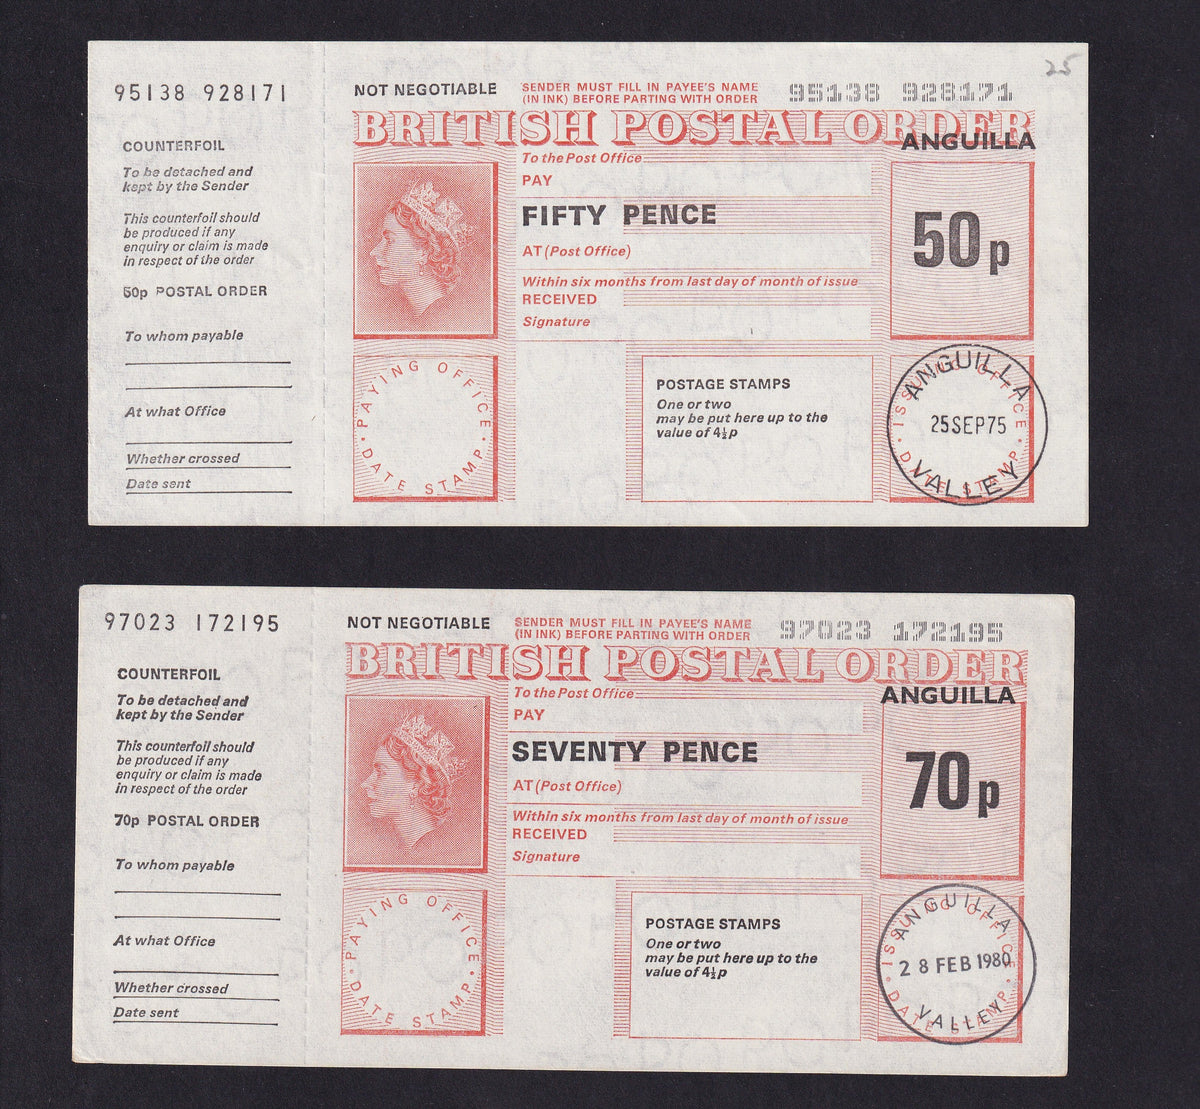 95138 928171
COUNTERFOIL
To be detached and
kept by the Sender
This counterfoil should
be produced if any
enquiry or claim is made
in respect of the order
50p POSTAL ORDER
To whom payable
At what Office
Whether crossed
Date sent
25
NOT NEGOTIABLE
SENDER MUST FILL IN PAYEE'S NAME
(IN INK) BEFORE PARTING WITH ORDER
95138 928171
BRITISH POSTAL ORDER
ANGUILLA
To the Post Office
PAY
FIFTY PENCE
50p
AT (Post Office)
Within six months from last day of month of issue
RECEIVED
Signature
PAYING OFFICE
DATE STAMP
POSTAGE STAMPS
One or two
may be put here up to the
value of 4½p
ISSUING OFFICE
DATE STAMP
ANGUILLA
25 SEP 75
VALLEY
97023 172195
COUNTERFOIL
To be detached and
kept by the Sender
This counterfoil should
be produced if any
enquiry or claim is made
in respect of the order
70p POSTAL ORDER
To whom payable
At what Office
Whether crossed
Date sent
NOT NEGOTIABLE
SENDER MUST FILL IN PAYEE'S NAME
(IN INK) BEFORE PARTING WITH ORDER
97023 172195
BRITISH POSTAL ORDER
ANGUILLA
To the Post Office
PAY
SEVENTY PENCE
70p
AT (Post Office)
Within six months from last day of month of issue
RECEIVED
Signature
PAYING OFFICE
DATE STAMP
POSTAGE STAMPS
One or two
may be put here up to the
value of 4½p
ISSUING OFFICE
DATE STAMP
ANGUILLA
28 FEB 1980
VALLEY